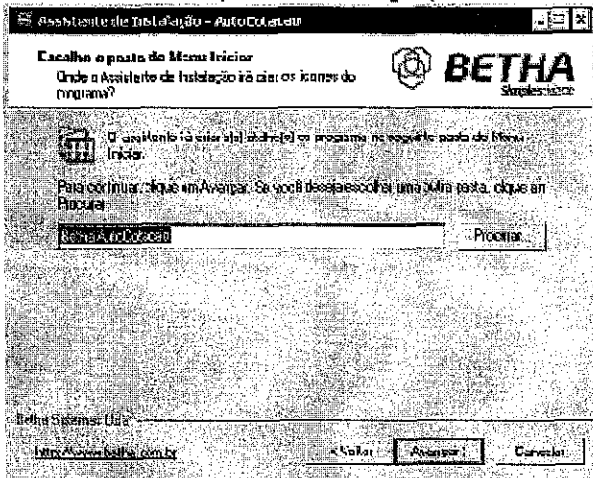 Assistente de Instalação - AutoCotacao
Escolha a pasta do Menu Iniciar
Onde o Assistente de Instalação irá criar os ícones do
programa?
BETHA
O assistente irá criar o(s) atalho(s) do programa na seguinte pasta do Menu
Iniciar.
Para continuar, clique em Avançar. Se você deseja escolher uma outra pasta, clique em
Procurar.
Betha AutoCotacao
Procurar...
Betha Sistemas Ltda
http://www.betha.com.br
< Voltar
Avançar >
Cancelar